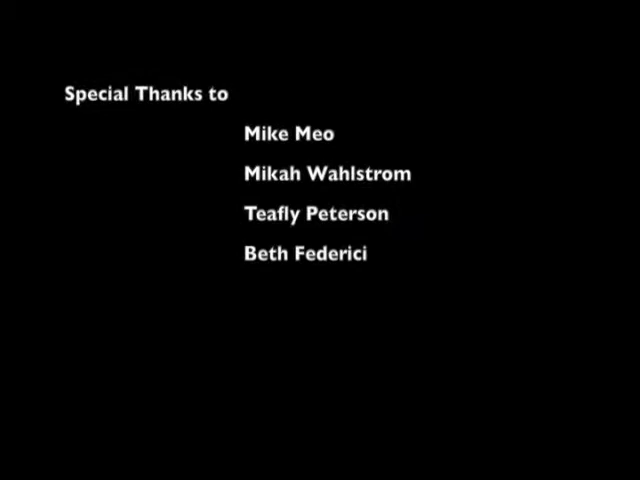 Special Thanks to
Mike Meo
Mikah Wahlstrom
Teafly Peterson
Beth Federici